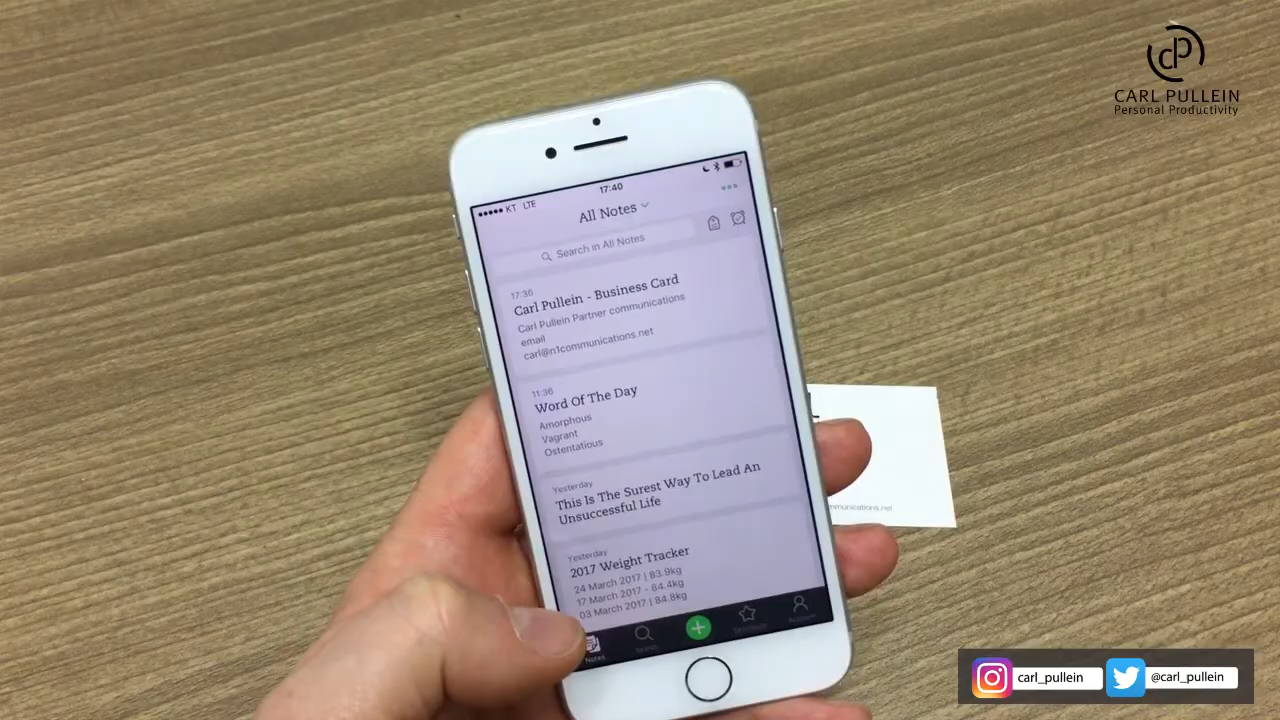 CARL PULLEIN
Personal Productivity
KT LTE
17:40
All Notes
Search in All Notes
17:36
Carl Pullein - Business Card
Carl Pullein Partner communications
email
carl@n1communications.net
11:36
Word Of The Day
Amorphous
Vagrant
Ostentatious
Yesterday
This Is The Surest Way To Lead An
Unsuccessful Life
Yesterday
2017 Weight Tracker
24 March 2017 | 83.9kg
17 March 2017 - 84.4kg
03 March 2017 | 84.8kg
Notes
mmunications.net
carl_pullein
@carl_pullein